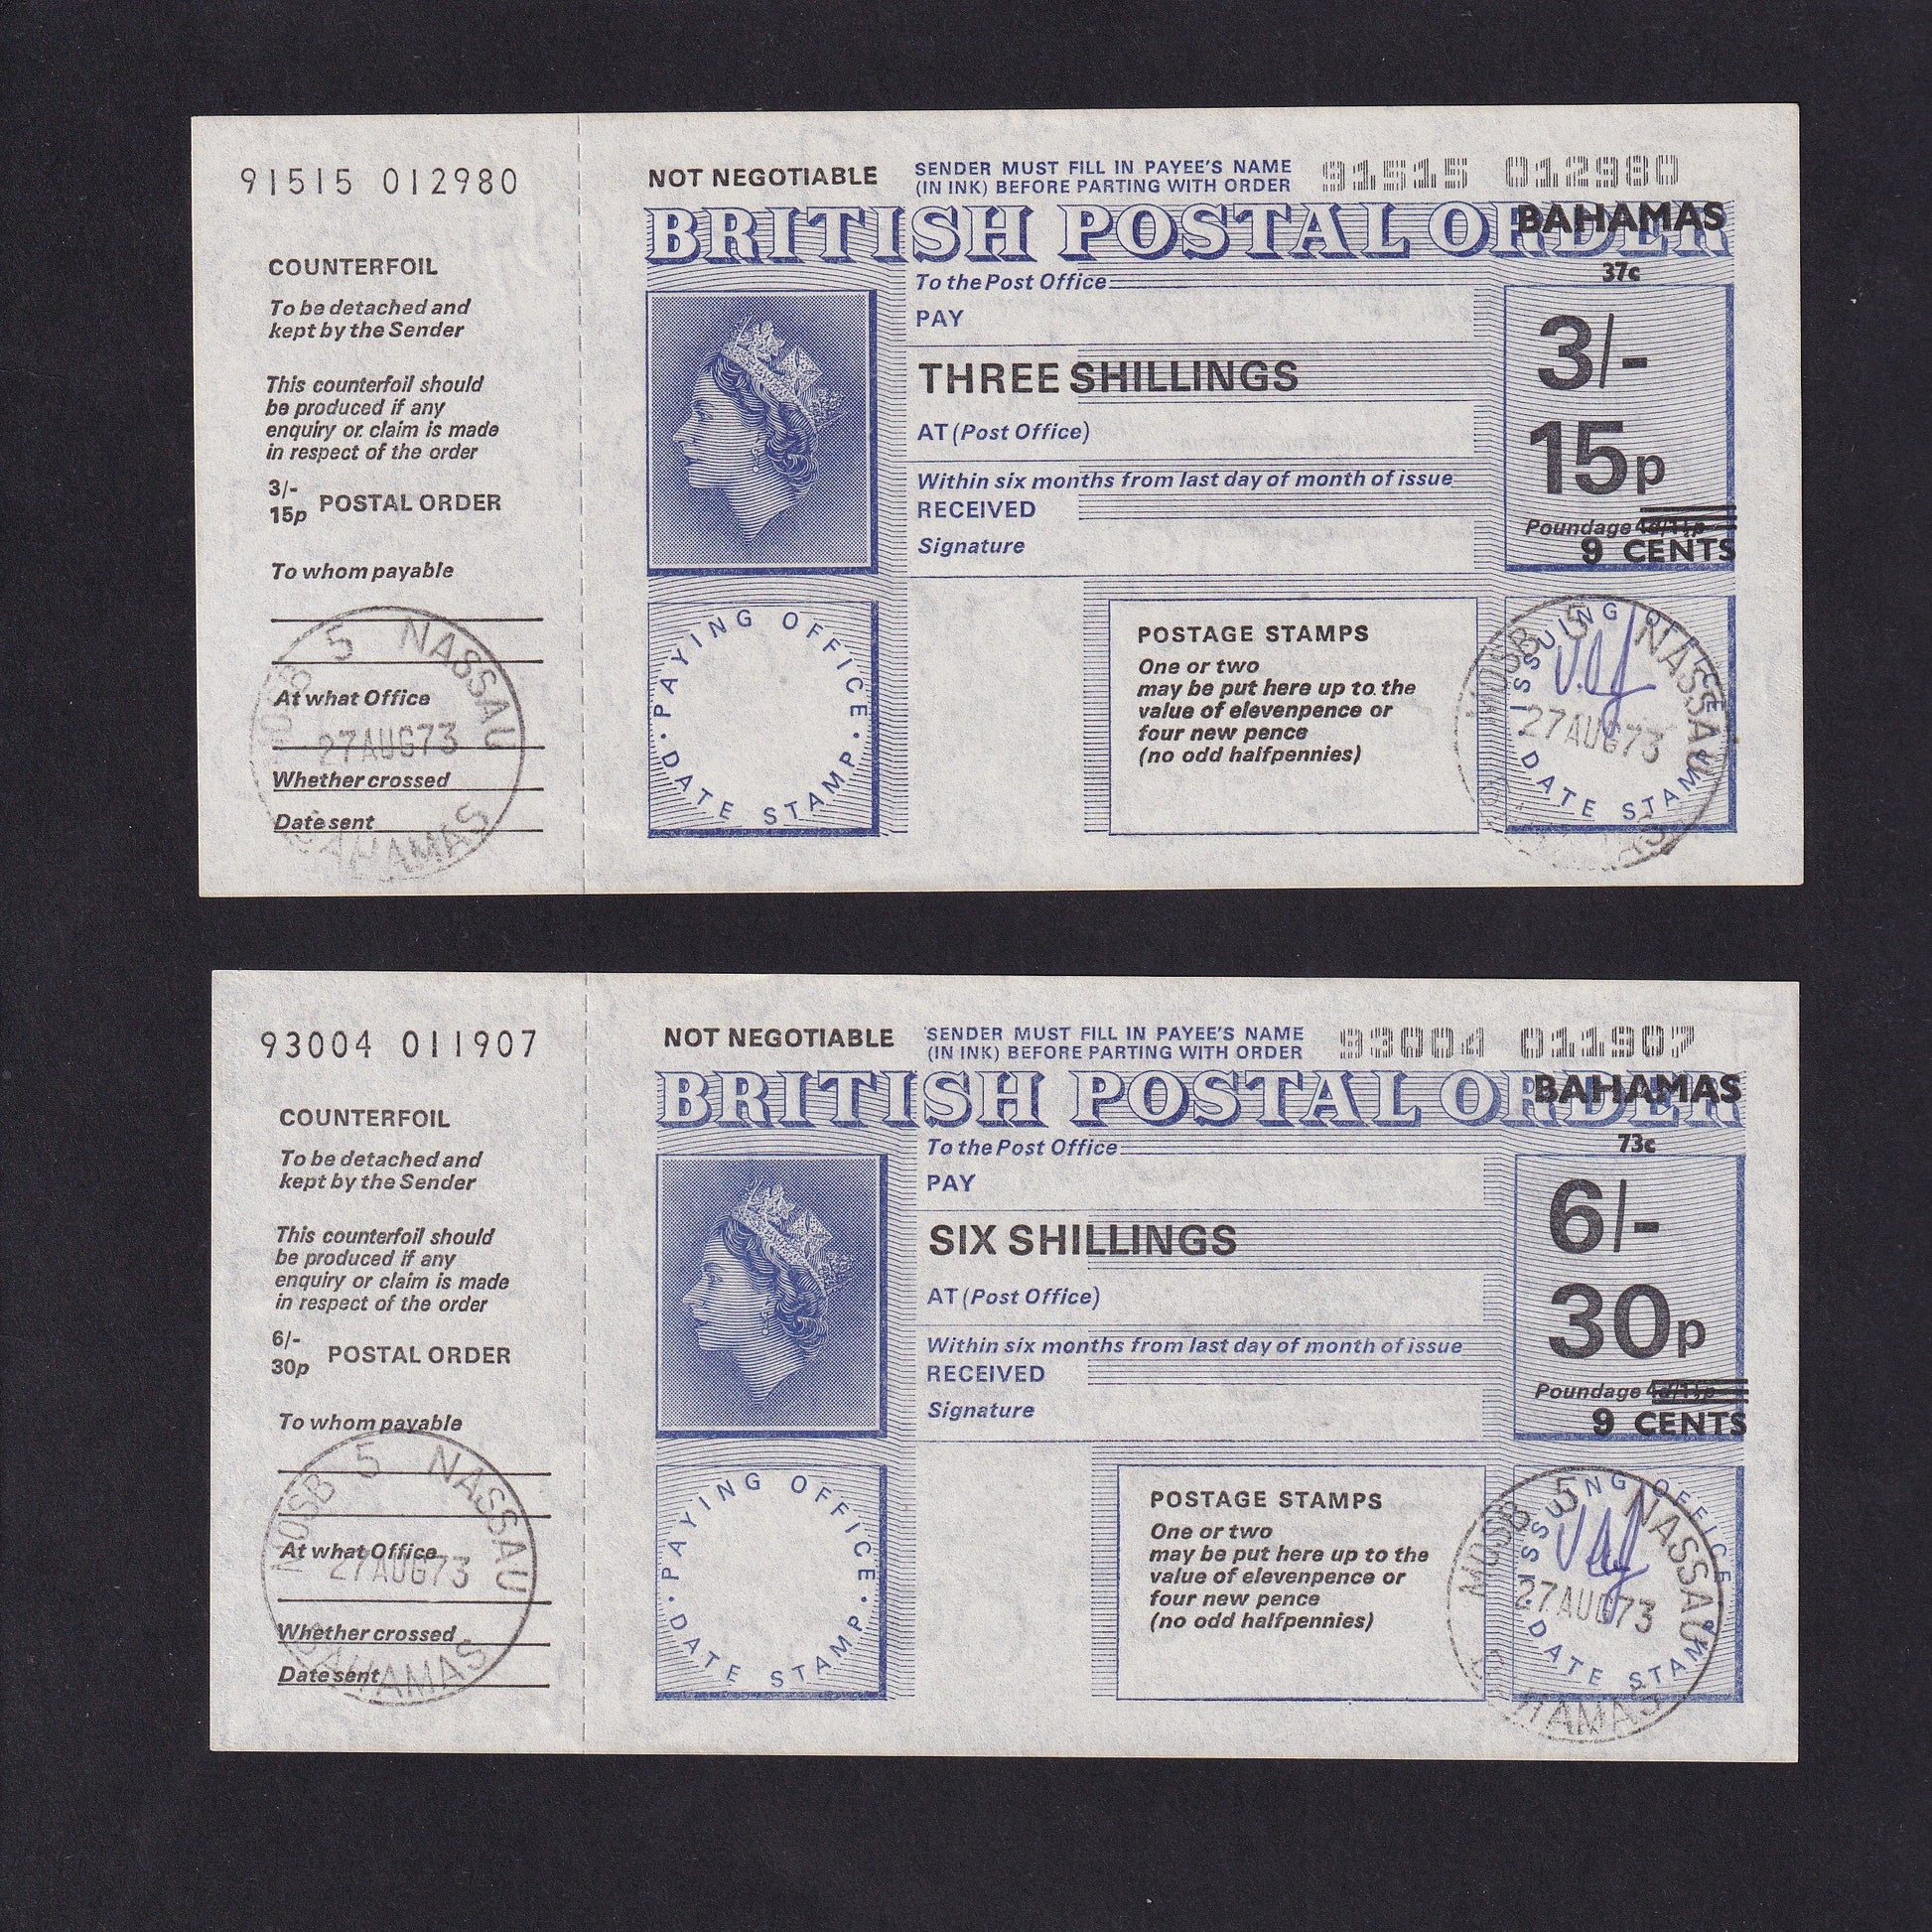 91515 012980
COUNTERFOIL
To be detached and
kept by the Sender
This counterfoil should
be produced if any
enquiry or claim is made
in respect of the order
3/-
15p POSTAL ORDER
To whom payable
At what Office
Whether crossed
Date sent
5 NASSAU
27AUG73
BAHAMAS
NOT NEGOTIABLE
SENDER MUST FILL IN PAYEE'S NAME
(IN INK) BEFORE PARTING WITH ORDER
91515 012980
BRITISH POSTAL ORDER
BAHAMAS
37c
To the Post Office
PAY
THREE SHILLINGS
AT (Post Office)
Within six months from last day of month of issue
RECEIVED
Signature
3/-
15p
Poundage
9 CENTS
PAYING OFFICE
DATE STAMP
POSTAGE STAMPS
One or two
may be put here up to the
value of elevenpence or
four new pence
(no odd halfpennies)
ISSUING OFFICE
DATE STAMP
MOSB 5 NASSAU
27AUG73
93004 011907
COUNTERFOIL
To be detached and
kept by the Sender
This counterfoil should
be produced if any
enquiry or claim is made
in respect of the order
6/-
30p POSTAL ORDER
To whom payable
At what Office
Whether crossed
Date sent
MOSB 5 NASSAU
27AUG73
BAHAMAS
NOT NEGOTIABLE
SENDER MUST FILL IN PAYEE'S NAME
(IN INK) BEFORE PARTING WITH ORDER
93004 011907
BRITISH POSTAL ORDER
BAHAMAS
73c
To the Post Office
PAY
SIX SHILLINGS
AT (Post Office)
Within six months from last day of month of issue
RECEIVED
Signature
6/-
30p
Poundage
9 CENTS
PAYING OFFICE
DATE STAMP
POSTAGE STAMPS
One or two
may be put here up to the
value of elevenpence or
four new pence
(no odd halfpennies)
ISSUING OFFICE
DATE STAMP
MOSB 5 NASSAU
27AUG73
BAHAMAS